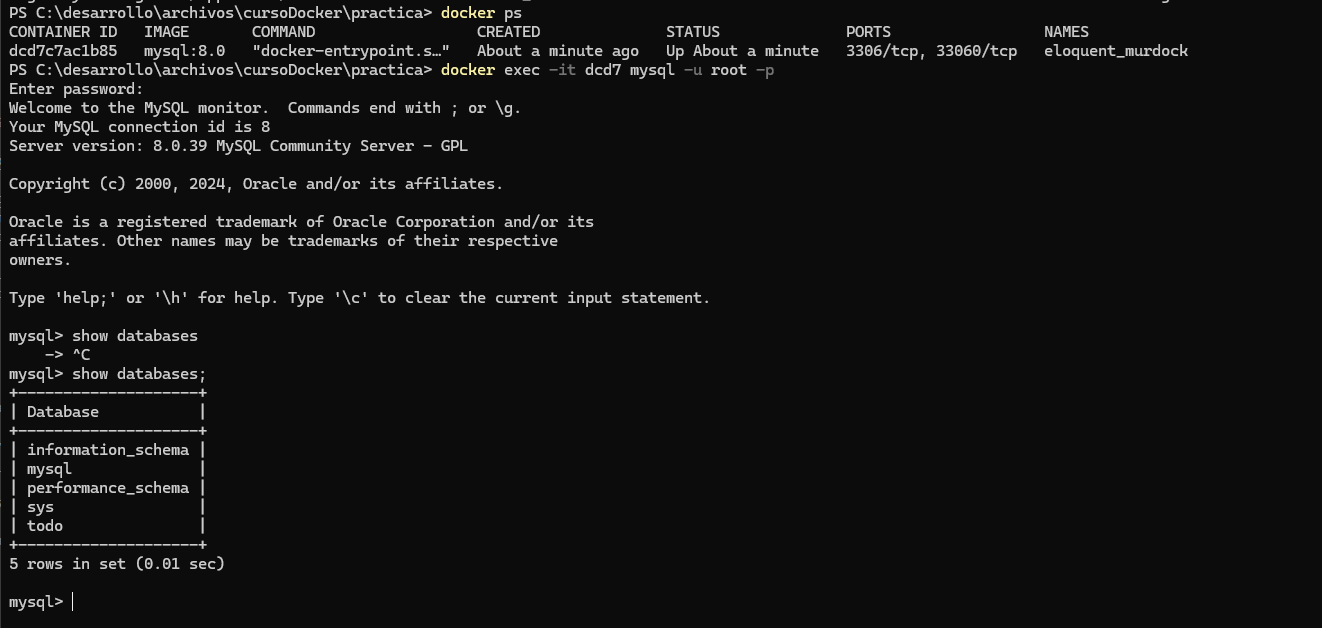 PS C:\desarrollo\archivos\cursoDocker\practica> docker ps
CONTAINER ID   IMAGE       COMMAND                  CREATED              STATUS              PORTS                 NAMES
dcd7c7ac1b85   mysql:8.0   "docker-entrypoint.s…"   About a minute ago   Up About a minute   3306/tcp, 33060/tcp   eloquent_murdock
PS C:\desarrollo\archivos\cursoDocker\practica> docker exec -it dcd7 mysql -u root -p
Enter password:
Welcome to the MySQL monitor.  Commands end with ; or \g.
Your MySQL connection id is 8
Server version: 8.0.39 MySQL Community Server - GPL

Copyright (c) 2000, 2024, Oracle and/or its affiliates.

Oracle is a registered trademark of Oracle Corporation and/or its
affiliates. Other names may be trademarks of their respective
owners.

Type 'help;' or '\h' for help. Type '\c' to clear the current input statement.

mysql> show databases
    -> ^C
mysql> show databases;
+--------------------+
| Database           |
+--------------------+
| information_schema |
| mysql              |
| performance_schema |
| sys                |
| todo               |
+--------------------+
5 rows in set (0.01 sec)

mysql>